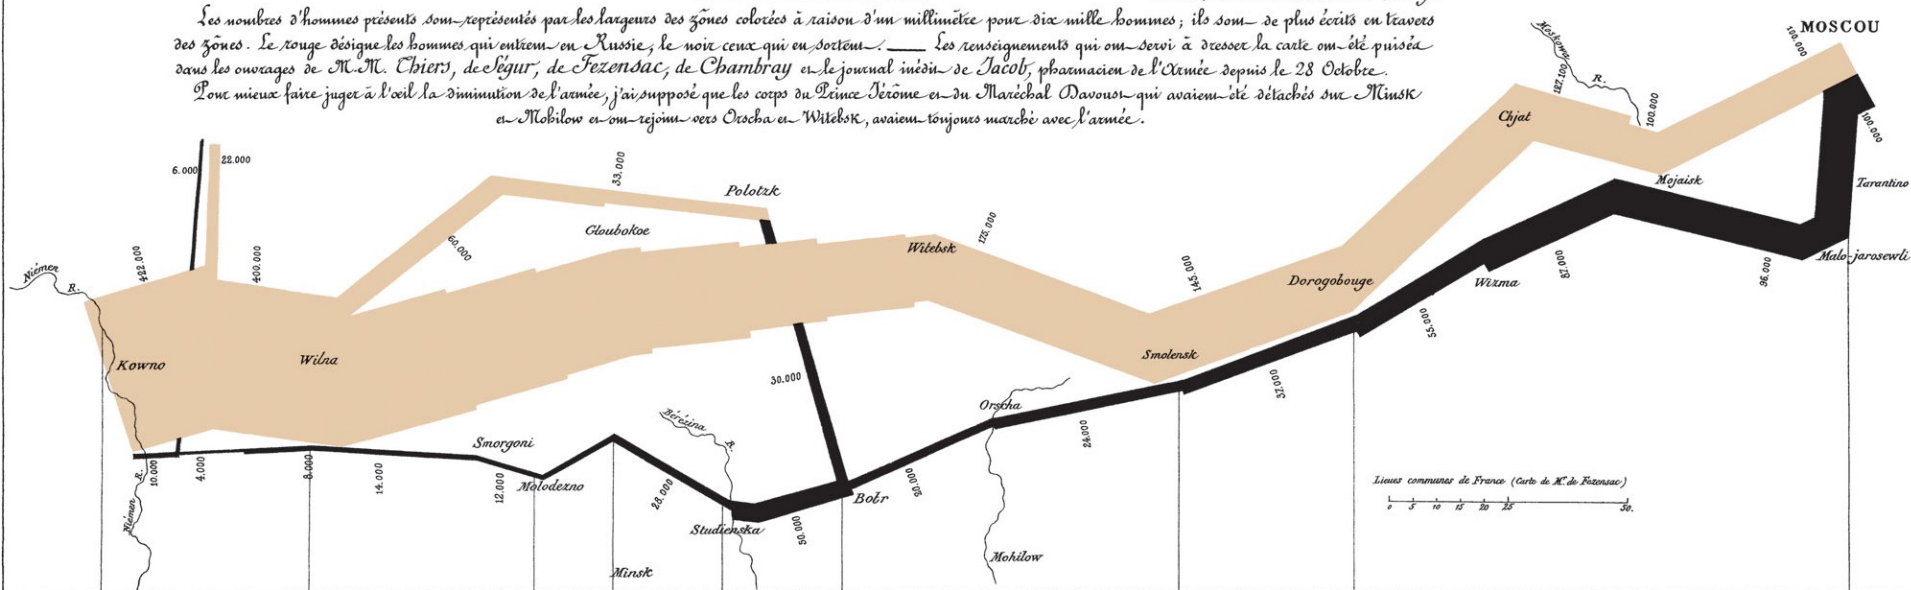 Les nombres d'hommes présents sont représentés par les largeurs des zônes colorées à raison d'un millimètre pour dix mille hommes; ils sont de plus écrits en travers
des zônes. Le rouge désigne les hommes qui entrent en Russie; le noir ceux qui en sortent. — Les renseignements qui ont servi à dresser la carte ont été puisés
dans les ouvrages de M.M. Thiers, de Ségur, de Fezensac, de Chambray et le journal inédit de Jacob, pharmacien de l'Armée depuis le 28 Octobre.
Pour mieux faire juger à l'œil la diminution de l'armée, j'ai supposé que les corps du Prince Jérôme et du Maréchal Davoust qui avaient été détachés sur Minsk
et Mohilow et ont rejoint vers Orscha et Witebsk, avaient toujours marché avec l'armée.
MOSCOU
100.000
Moskowa
R.
127.100
100.000
100.000
Chjat
Mojaisk
Tarantino
Malo-jarosewli
6.000
22.000
33.000
Polotzk
Gloubokoe
60.000
422.000
400.000
Niémen
R.
Witebsk
175.000
145.000
Dorogobouge
Wizma
82.000
96.000
55.000
Kowno
Wilna
Smolensk
30.000
Orscha
37.000
24.000
Bérézina
R.
Smorgoni
Molodezno
10.000
4.000
8.000
14.000
12.000
28.000
Studienska
50.000
Bobr
20.000
Niémen
R.
Minsk
Mohilow
Lieues communes de France (Carte de M. de Fezensac)
0 5 10 15 20 25 50.